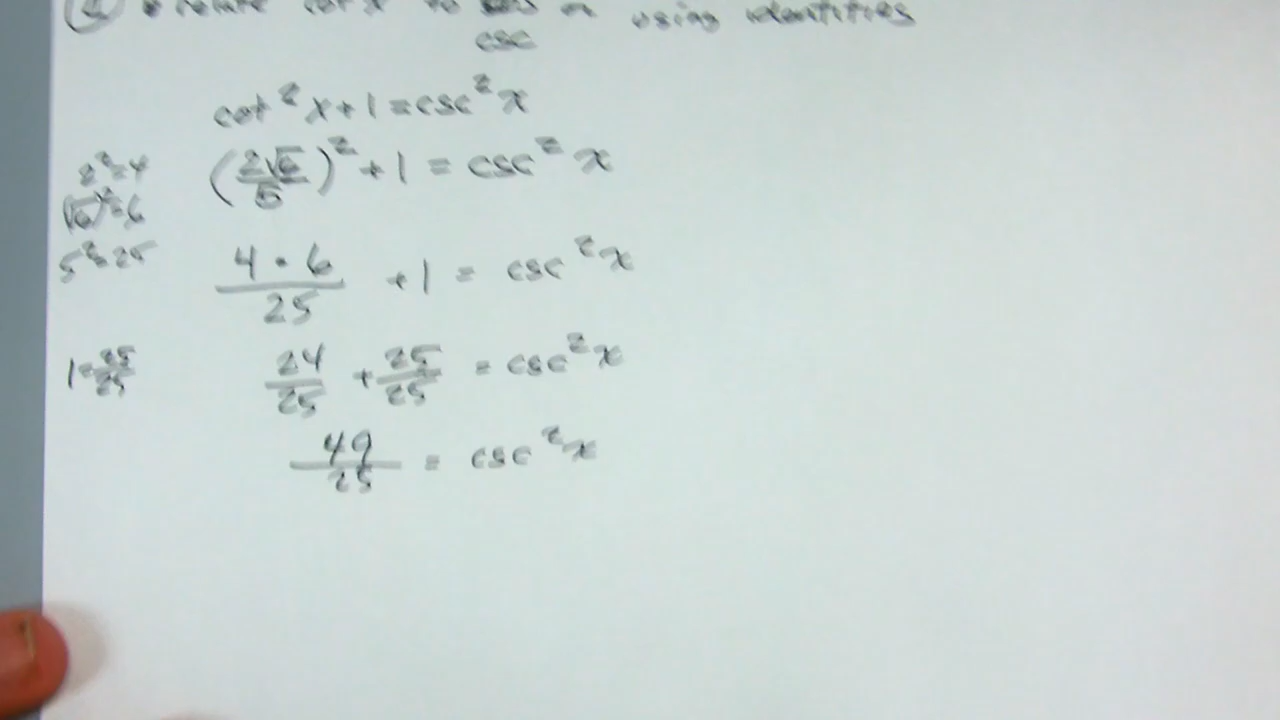 relate cot x to
csc
using identities
cot² x + 1 = csc² x
2² = 4
(√6)² = 6
5² = 25
(2√6/5)² + 1 = csc² x
4 · 6/25 + 1 = csc² x
1 = 25/25
24/25 + 25/25 = csc² x
49/25 = csc² x